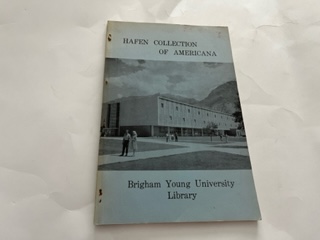 HAFEN COLLECTION
OF AMERICANA
Brigham Young University
Library